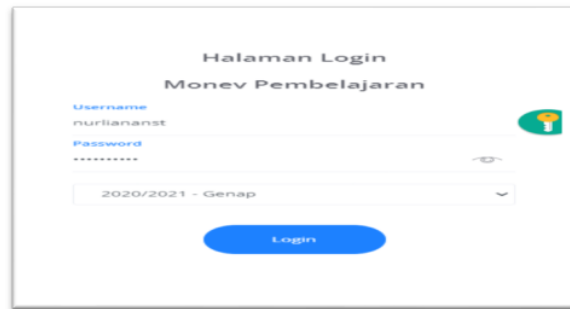 Halaman Login
Monev Pembelajaran
Username
nurliananst
Password
••••••••••
2020/2021 - Genap
Login